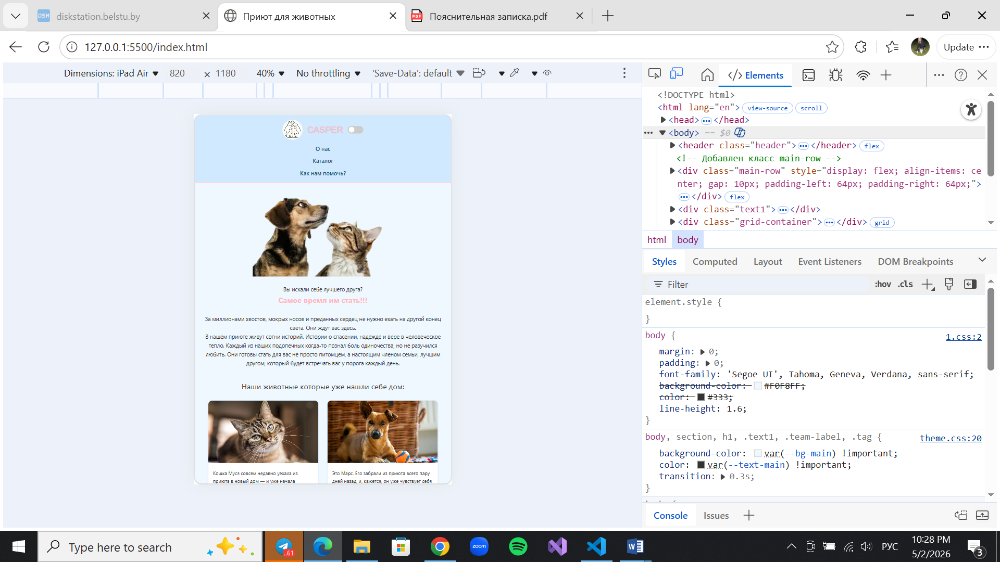 diskstation.belstu.by
Приют для животных
Пояснительная записка.pdf
127.0.0.1:5500/index.html
Update
Dimensions: iPad Air 820 × 1180 40% No throttling 'Save-Data': default
CASPER
О нас
Каталог
Как нам помочь?
Вы искали себе лучшего друга?
Самое время им стать!!!
За миллионами хвостов, мокрых носов и преданных сердец не нужно ехать на другой конец
света. Они ждут вас здесь.
В нашем приюте живут сотни историй. Истории о спасении, надежде и вере в человеческое
тепло. Каждый из наших подопечных когда-то познал боль одиночества, но не разучился
любить. Они готовы стать для вас не просто питомцем, а настоящим членом семьи, лучшим
другом, который будет встречать вас у порога каждый день.
Наши животные которые уже нашли себе дом:
Кошка Муся совсем недавно уехала из
приюта в новый дом — и уже начала
Это Марс. Его забрали из приюта всего пару
дней назад, и, кажется, он уже чувствует себя
Elements
<!DOCTYPE html>
<html lang="en"> view-source scroll
<head> ••• </head>
••• <body> == $0
<header class="header"> ••• </header> flex
<!-- Добавлен класс main-row -->
<div class="main-row" style="display: flex; align-items: ce
nter; gap: 10px; padding-left: 64px; padding-right: 64px;">
••• </div> flex
<div class="text1"> ••• </div>
<div class="grid-container"> ••• </div> grid
html body
Styles Computed Layout Event Listeners DOM Breakpoints
Filter :hov .cls
element.style {
}
body { 1.css:2
margin: 0;
padding: 0;
font-family: 'Segoe UI', Tahoma, Geneva, Verdana, sans-serif;
background-color: #F0F8FF;
color: #333;
line-height: 1.6;
}
body, section, h1, .text1, .team-label, .tag { theme.css:20
background-color: var(--bg-main) !important;
color: var(--text-main) !important;
transition: 0.3s;
}
Console Issues
Type here to search
..61
zoom
РУС
10:28 PM
5/2/2026
3